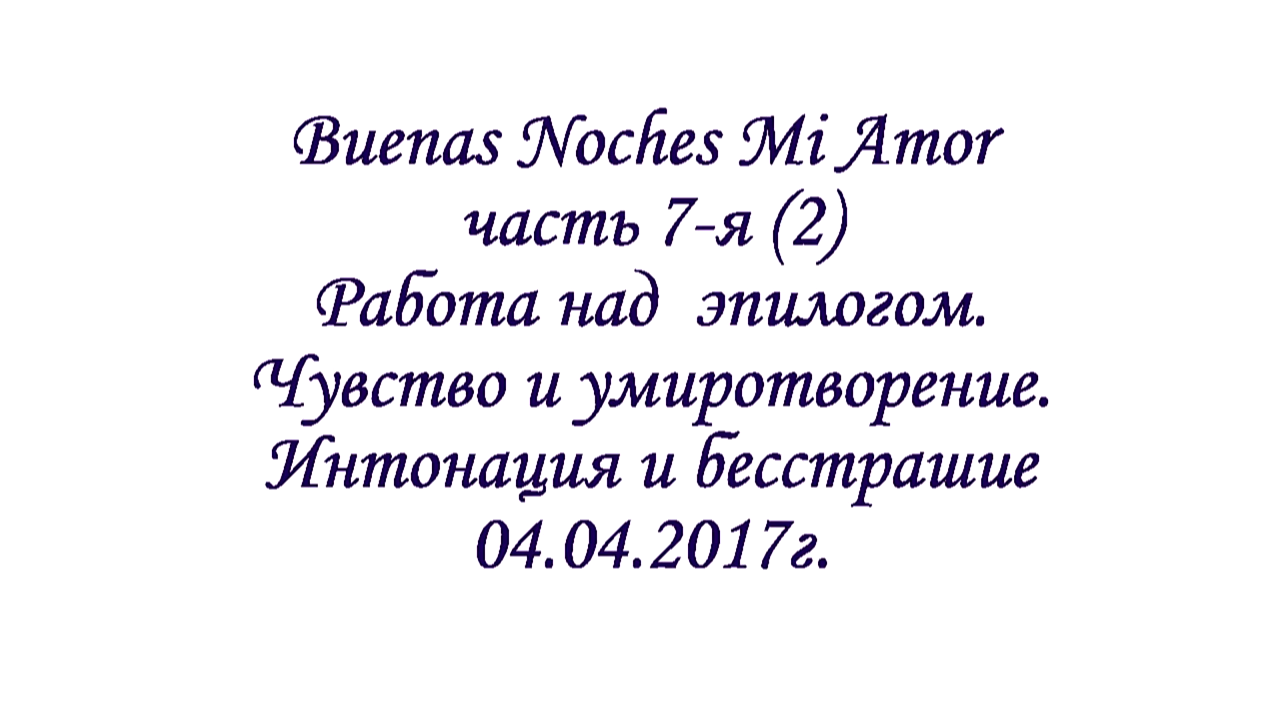 Buenas Noches Mi Amor
часть 7-я (2)
Работа над эпилогом.
Чувство и умиротворение.
Интонация и бесстрашие
04.04.2017г.